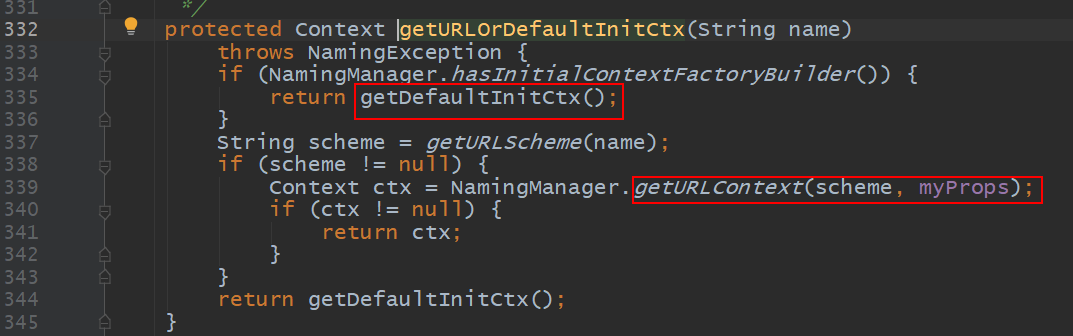 331 */
332 protected Context getURLOrDefaultInitCtx(String name)
333 throws NamingException {
334 if (NamingManager.hasInitialContextFactoryBuilder()) {
335 return getDefaultInitCtx();
336 }
337 String scheme = getURLScheme(name);
338 if (scheme != null) {
339 Context ctx = NamingManager.getURLContext(scheme, myProps);
340 if (ctx != null) {
341 return ctx;
342 }
343 }
344 return getDefaultInitCtx();
345 }